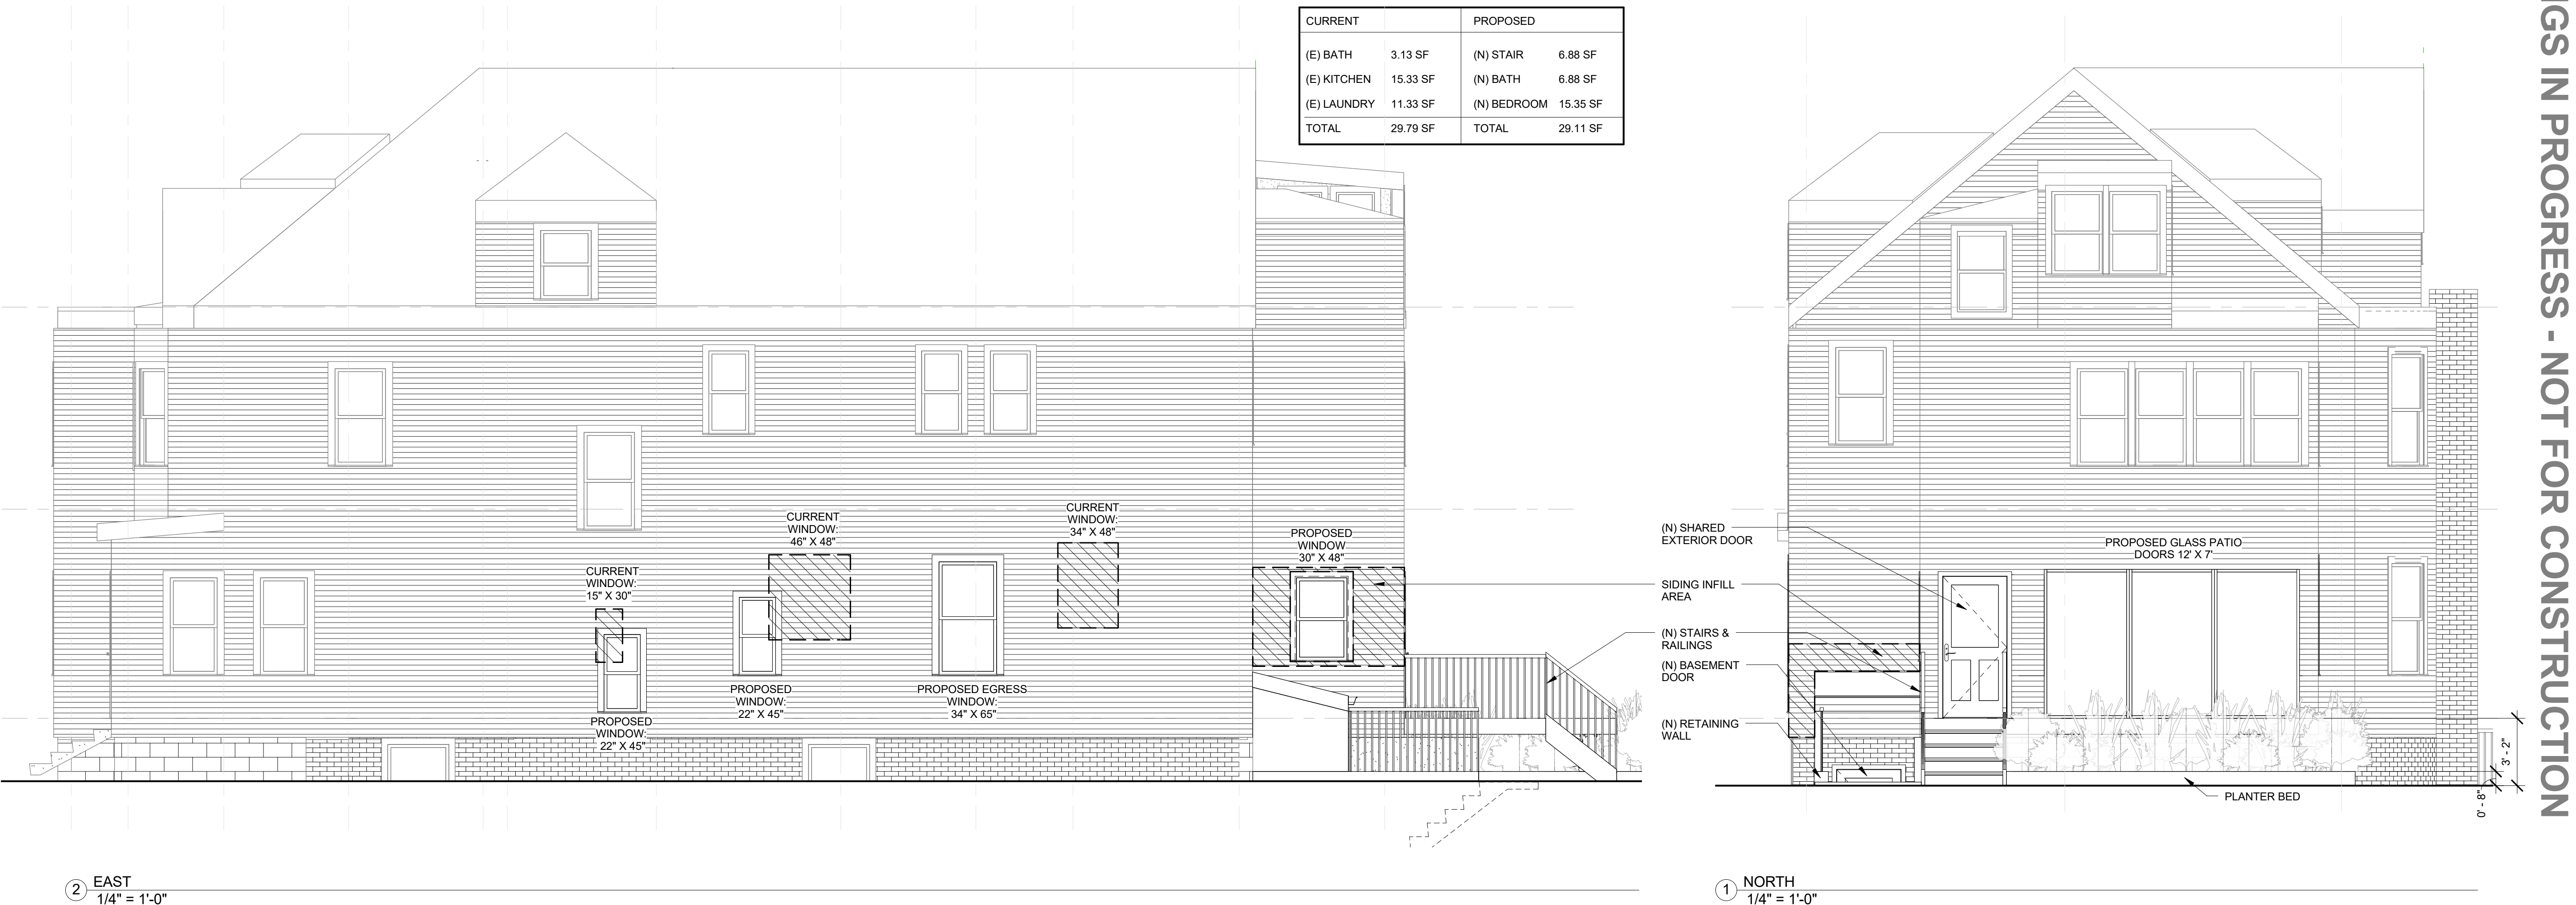 CURRENT PROPOSED
(E) BATH 3.13 SF (N) STAIR 6.88 SF
(E) KITCHEN 15.33 SF (N) BATH 6.88 SF
(E) LAUNDRY 11.33 SF (N) BEDROOM 15.35 SF
TOTAL 29.79 SF TOTAL 29.11 SF
CURRENT
WINDOW:
15" X 30"
CURRENT
WINDOW:
46" X 48"
CURRENT
WINDOW:
34" X 48"
PROPOSED
WINDOW
30" X 48"
PROPOSED
WINDOW:
22" X 45"
PROPOSED
WINDOW:
22" X 45"
PROPOSED EGRESS
WINDOW:
34" X 65"
(N) SHARED
EXTERIOR DOOR
SIDING INFILL
AREA
(N) STAIRS &
RAILINGS
(N) BASEMENT
DOOR
(N) RETAINING
WALL
PROPOSED GLASS PATIO
DOORS 12' X 7'
PLANTER BED
3' - 2"
0' - 8"
2 EAST
1/4" = 1'-0"
1 NORTH
1/4" = 1'-0"
GS IN PROGRESS - NOT FOR CONSTRUCTION